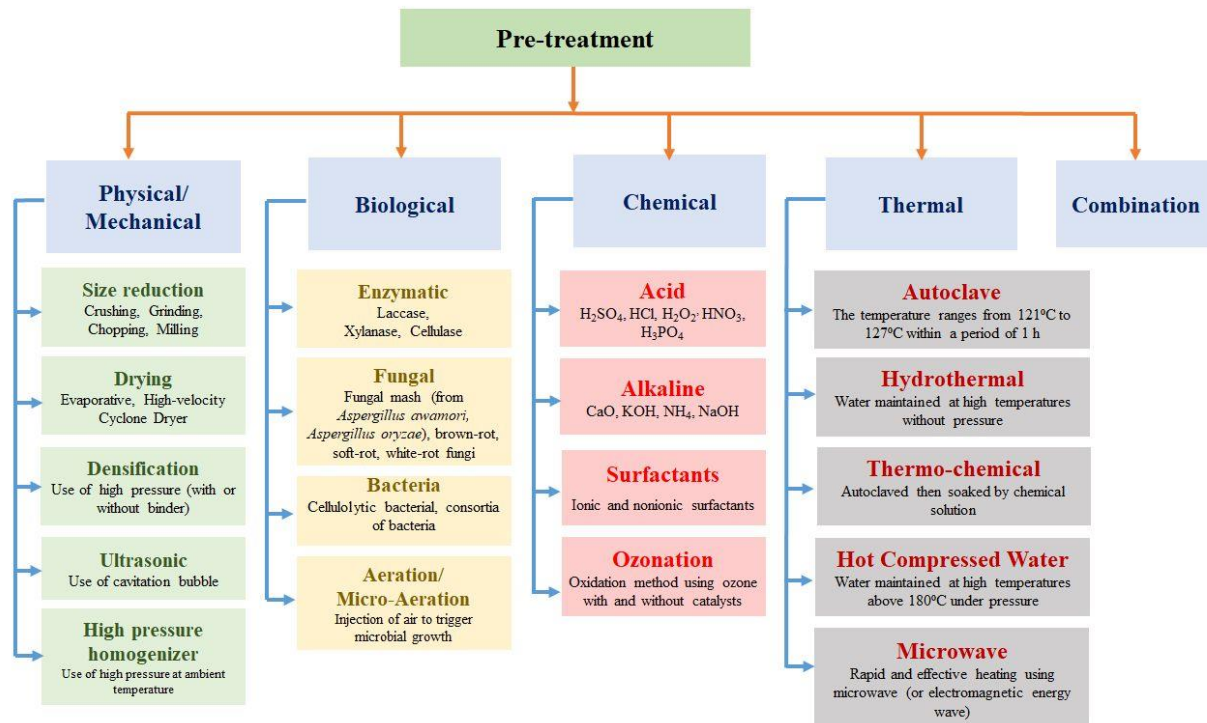 Pre-treatment
Physical/
Mechanical
Size reduction
Crushing, Grinding,
Chopping, Milling
Drying
Evaporative, High-velocity
Cyclone Dryer
Densification
Use of high pressure (with or
without binder)
Ultrasonic
Use of cavitation bubble
High pressure
homogenizer
Use of high pressure at ambient
temperature
Biological
Enzymatic
Laccase,
Xylanase, Cellulase
Fungal
Fungal mash (from
Aspergillus awamori,
Aspergillus oryzae), brown-rot,
soft-rot, white-rot fungi
Bacteria
Cellulolytic bacterial, consortia
of bacteria
Aeration/
Micro-Aeration
Injection of air to trigger
microbial growth
Chemical
Acid
H₂SO₄, HCl, H₂O₂, HNO₃,
H₃PO₄
Alkaline
CaO, KOH, NH₄, NaOH
Surfactants
Ionic and nonionic surfactants
Ozonation
Oxidation method using ozone
with and without catalysts
Thermal
Autoclave
The temperature ranges from 121⁰C to
127⁰C within a period of 1 h
Hydrothermal
Water maintained at high temperatures
without pressure
Thermo-chemical
Autoclaved then soaked by chemical
solution
Hot Compressed Water
Water maintained at high temperatures
above 180⁰C under pressure
Microwave
Rapid and effective heating using
microwave (or electromagnetic energy
wave)
Combination